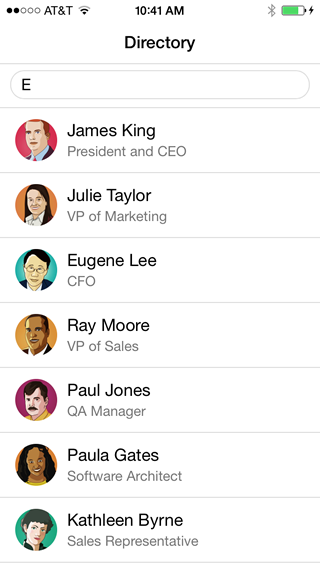 AT&T 10:41 AM
Directory
E
James King
President and CEO
Julie Taylor
VP of Marketing
Eugene Lee
CFO
Ray Moore
VP of Sales
Paul Jones
QA Manager
Paula Gates
Software Architect
Kathleen Byrne
Sales Representative